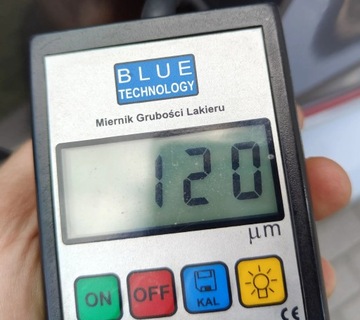 BLUE
TECHNOLOGY
Miernik Grubości Lakieru
120
μm
ON
OFF
KAL
CE